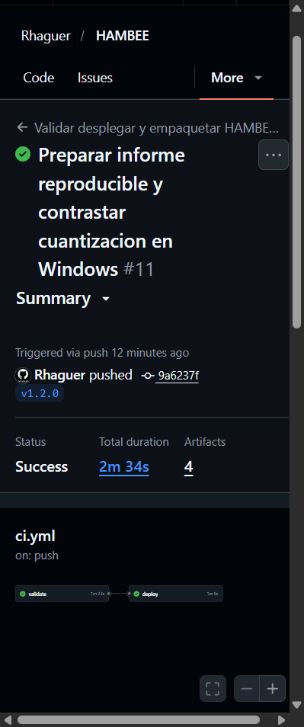 Rhaguer / HAMBEE
Code Issues More
← Validar desplegar y empaquetar HAMBE...
Preparar informe
reproducible y
contrastar
cuantizacion en
Windows #11
Summary
Triggered via push 12 minutes ago
Rhaguer pushed 9a6237f
v1.2.0
Status Total duration Artifacts
Success 2m 34s 4
ci.yml
on: push
validate deploy